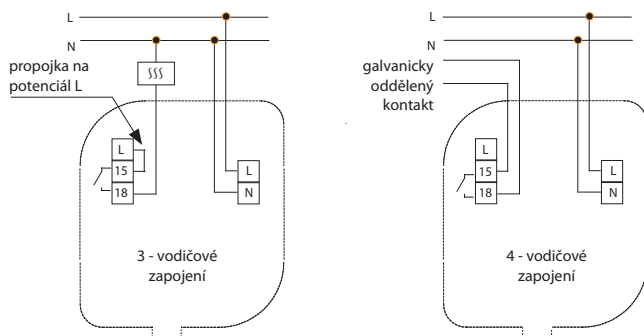 L
N
propojka na
potenciál L
L
15
18
L
N
3 - vodičové
zapojení
L
N
galvanicky
oddělený
kontakt
L
15
18
L
N
4 - vodičové
zapojení